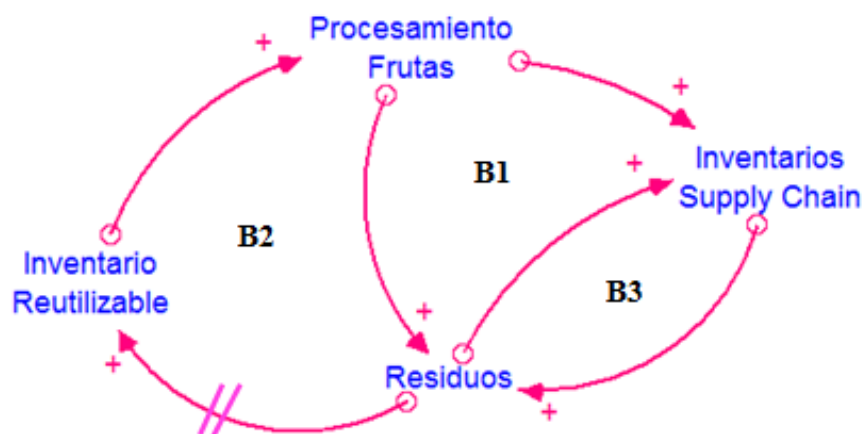 Procesamiento
Frutas
+
+
Inventarios
Supply Chain
+
B1
B2
Inventario
Reutilizable
B3
+
+
Residuos
+